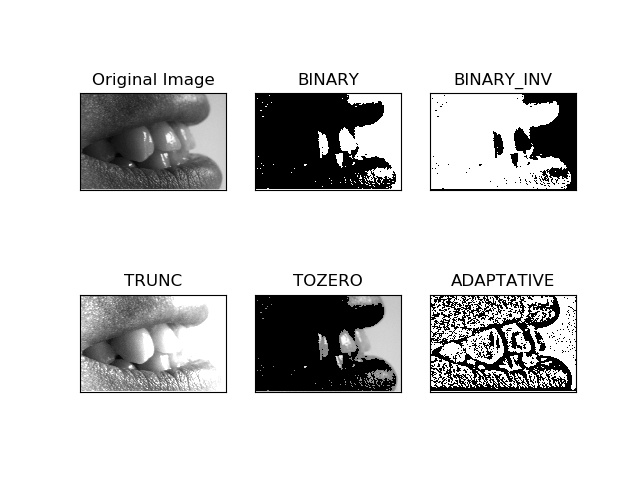 Original Image
BINARY
BINARY_INV
TRUNC
TOZERO
ADAPTATIVE